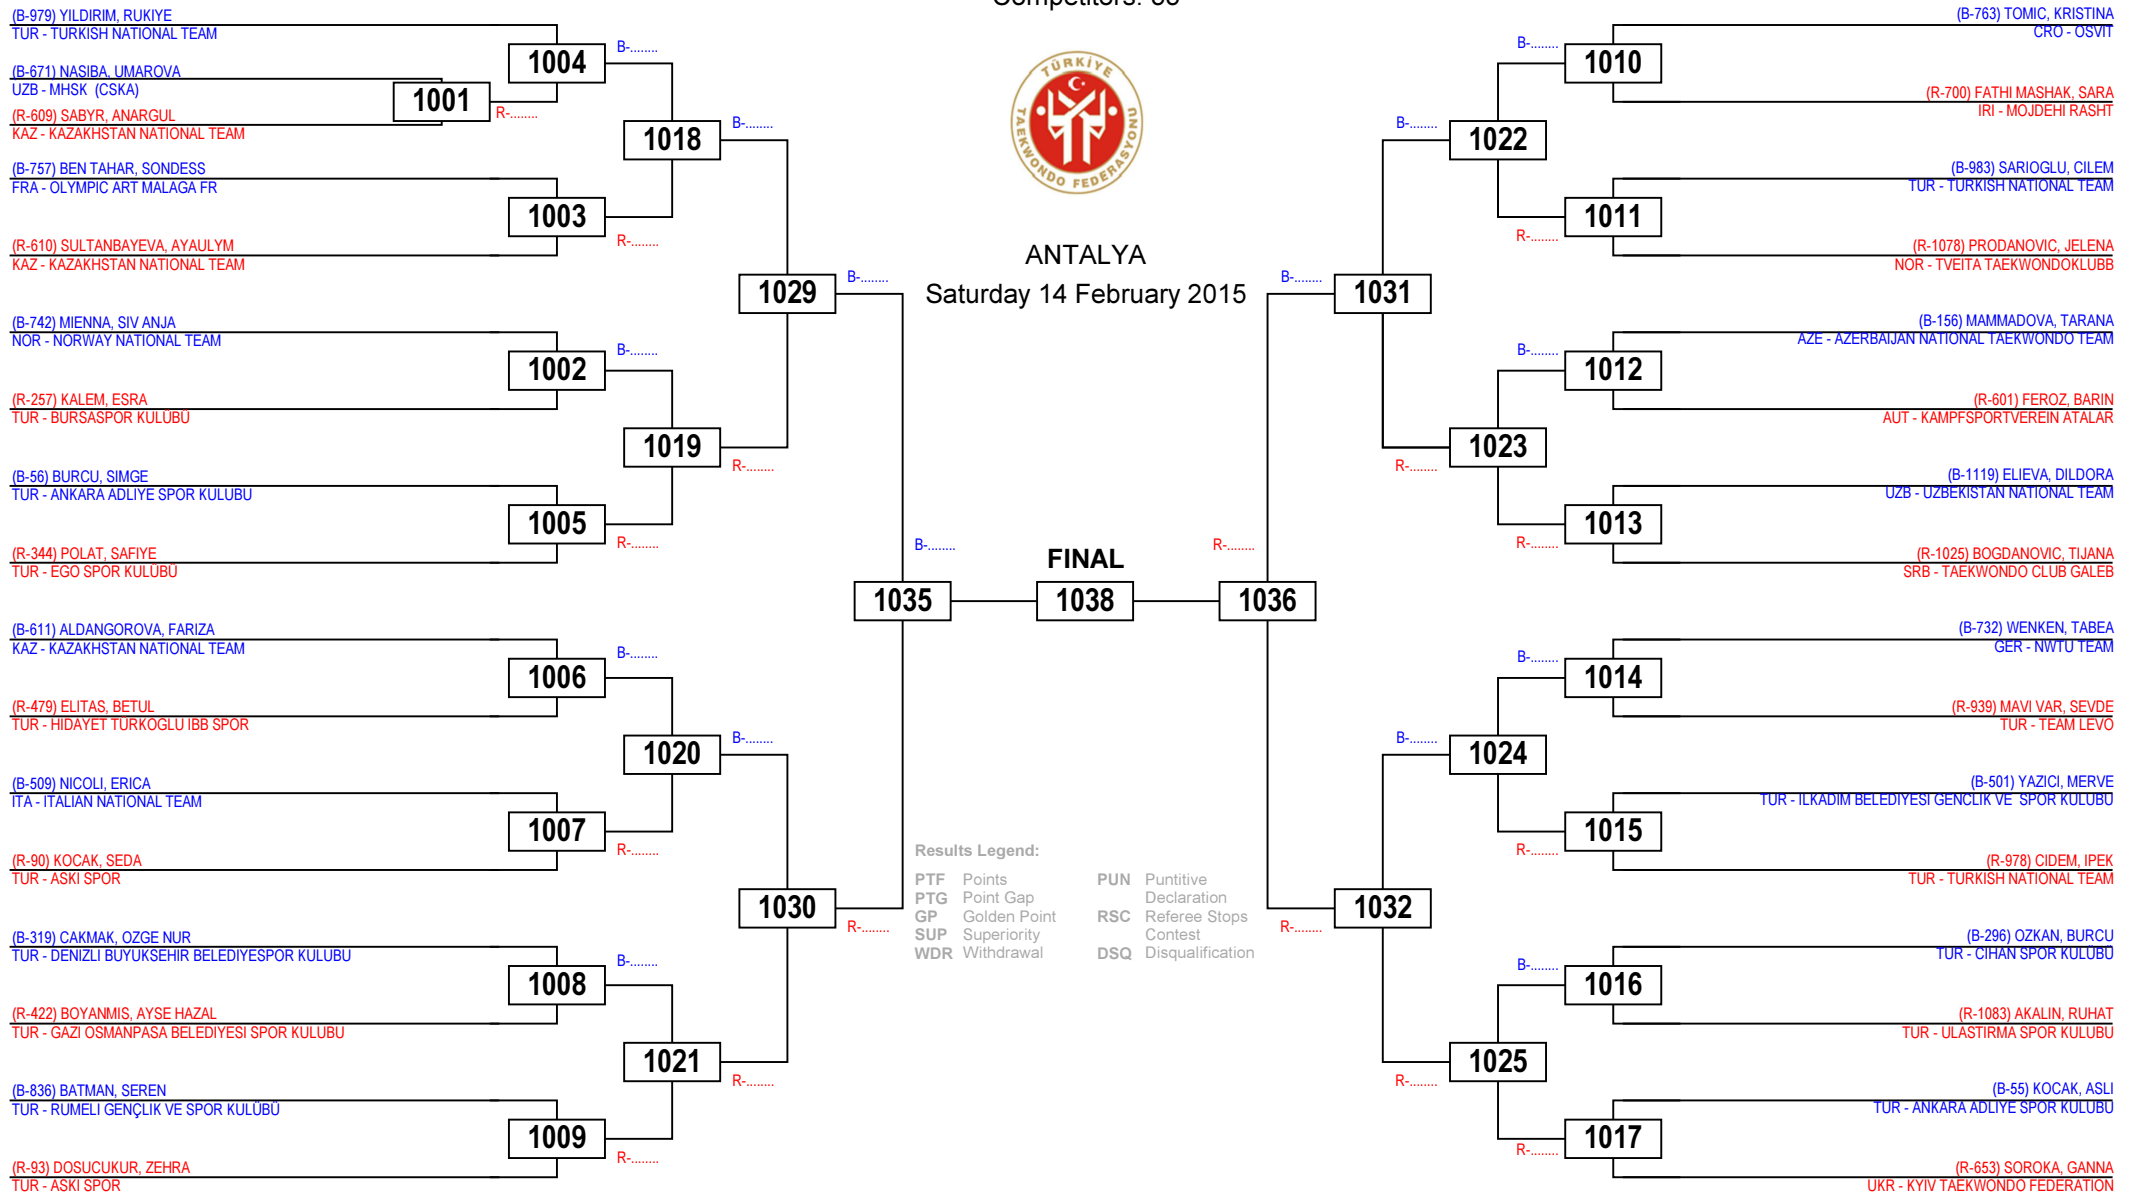 (B-979) YILDIRIM, RUKIYE
TUR - TURKISH NATIONAL TEAM
(B-671) NASIBA, UMAROVA
UZB - MHSK (CSKA)
(R-609) SABYR, ANARGUL
KAZ - KAZAKHSTAN NATIONAL TEAM
(B-757) BEN TAHAR, SONDESS
FRA - OLYMPIC ART MALAGA FR
(R-610) SULTANBAYEVA, AYAULYM
KAZ - KAZAKHSTAN NATIONAL TEAM
(B-742) MIENNA, SIV ANJA
NOR - NORWAY NATIONAL TEAM
(R-257) KALEM, ESRA
TUR - BURSASPOR KULÜBÜ
(B-56) BURCU, SIMGE
TUR - ANKARA ADLIYE SPOR KULUBU
(R-344) POLAT, SAFIYE
TUR - EGO SPOR KULÜBÜ
(B-611) ALDANGOROVA, FARIZA
KAZ - KAZAKHSTAN NATIONAL TEAM
(R-479) ELITAS, BETUL
TUR - HIDAYET TÜRKOGLU IBB SPOR
(B-509) NICOLI, ERICA
ITA - ITALIAN NATIONAL TEAM
(R-90) KOCAK, SEDA
TUR - ASKI SPOR
(B-319) CAKMAK, OZGE NUR
TUR - DENIZLI BUYUKSEHIR BELEDIYESPOR KULUBU
(R-422) BOYANMIS, AYSE HAZAL
TUR - GAZI OSMANPASA BELEDIYESI SPOR KULUBU
(B-836) BATMAN, SEREN
TUR - RUMELI GENÇLIK VE SPOR KULÜBÜ
(R-93) DOSUCUKUR, ZEHRA
TUR - ASKI SPOR
1001
R-........
1004
1003
1002
1005
1006
1007
1008
1009
B-........
R-........
B-........
R-........
B-........
R-........
B-........
R-........
1018
1019
1020
1021
B-........
R-........
B-........
R-........
1029
1030
B-........
R-........
TÜRKİYE
TAEKWONDO FEDERASYONU
ANTALYA
Saturday 14 February 2015
B-........
R-........
FINAL
1035
1038
1036
Results Legend:
PTF Points
PTG Point Gap
GP Golden Point
SUP Superiority
WDR Withdrawal
PUN Puntitive
Declaration
RSC Referee Stops
Contest
DSQ Disqualification
B-........
R-........
1031
1032
B-........
R-........
B-........
R-........
1022
1023
1024
1025
B-........
R-........
B-........
R-........
B-........
R-........
B-........
R-........
1010
1011
1012
1013
1014
1015
1016
1017
(B-763) TOMIC, KRISTINA
CRO - OSVIT
(R-700) FATHI MASHAK, SARA
IRI - MOJDEHI RASHT
(B-983) SARIOGLU, CILEM
TUR - TURKISH NATIONAL TEAM
(R-1078) PRODANOVIC, JELENA
NOR - TVEITA TAEKWONDOKLUBB
(B-156) MAMMADOVA, TARANA
AZE - AZERBAIJAN NATIONAL TAEKWONDO TEAM
(R-601) FEROZ, BARIN
AUT - KAMPFSPORTVEREIN ATALAR
(B-1119) ELIEVA, DILDORA
UZB - UZBEKISTAN NATIONAL TEAM
(R-1025) BOGDANOVIC, TIJANA
SRB - TAEKWONDO CLUB GALEB
(B-732) WENKEN, TABEA
GER - NWTU TEAM
(R-939) MAVI VAR, SEVDE
TUR - TEAM LEVO
(B-501) YAZICI, MERVE
TUR - ILKADIM BELEDIYESI GENCLIK VE SPOR KULUBU
(R-978) CIDEM, IPEK
TUR - TURKISH NATIONAL TEAM
(B-296) OZKAN, BURCU
TUR - CIHAN SPOR KULÜBÜ
(R-1083) AKALIN, RUHAT
TUR - ULASTIRMA SPOR KULUBU
(B-55) KOCAK, ASLI
TUR - ANKARA ADLIYE SPOR KULUBU
(R-653) SOROKA, GANNA
UKR - KYIV TAEKWONDO FEDERATION